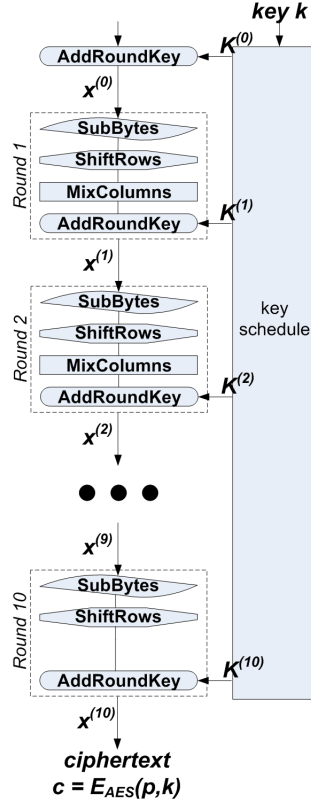 key k
AddRoundKey
K(0)
x(0)
Round 1
SubBytes
ShiftRows
MixColumns
AddRoundKey
K(1)
x(1)
Round 2
SubBytes
ShiftRows
MixColumns
AddRoundKey
K(2)
x(2)
key
schedule
x(9)
Round 10
SubBytes
ShiftRows
AddRoundKey
K(10)
x(10)
ciphertext
c = EAES(p,k)